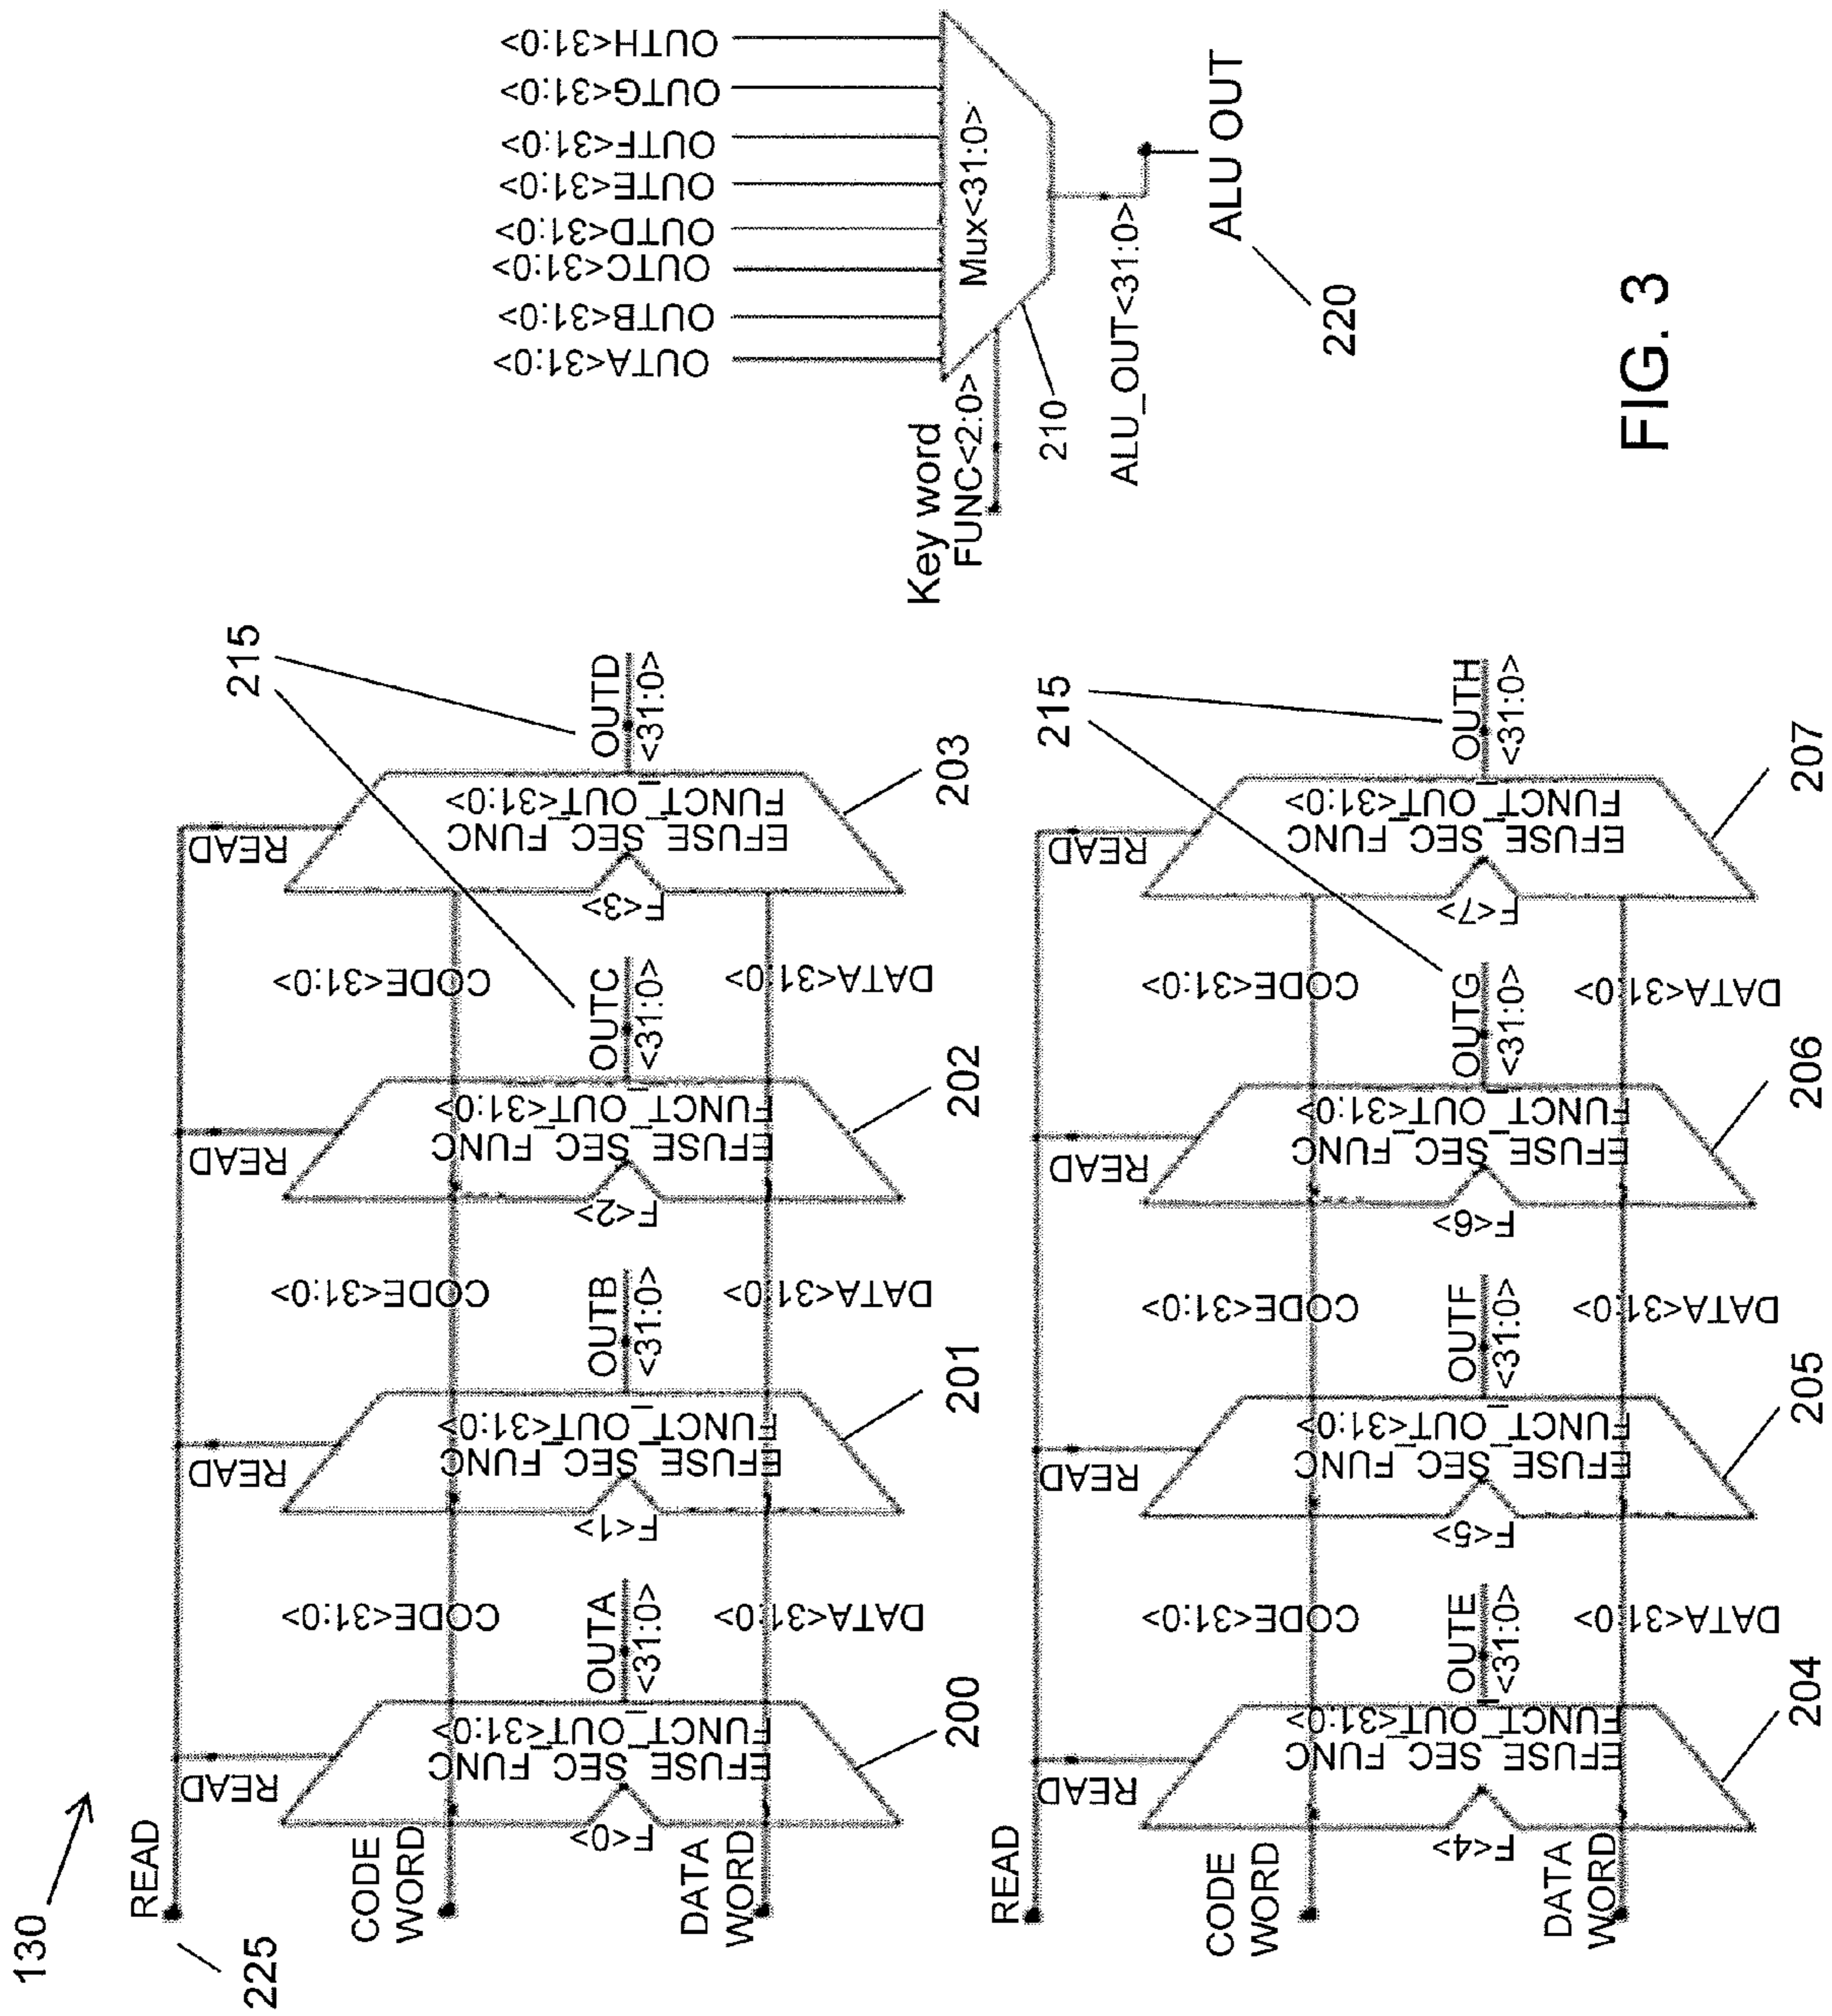 130
READ
225
READ
READ
READ
READ
215
CODE
WORD
CODE<31:0>
CODE<31:0>
CODE<31:0>
F<0>
EFUSE_SEC_FUNC
FUNCT_OUT<31:0>
OUTA
<31:0>
F<1>
EFUSE_SEC_FUNC
FUNCT_OUT<31:0>
OUTB
<31:0>
F<2>
EFUSE_SEC_FUNC
FUNCT_OUT<31:0>
OUTC
<31:0>
F<3>
EFUSE_SEC_FUNC
FUNCT_OUT<31:0>
OUTD
<31:0>
DATA
WORD
DATA<31:0>
DATA<31:0>
DATA<31:0>
200
201
202
203
READ
READ
READ
READ
READ
215
CODE
WORD
CODE<31:0>
CODE<31:0>
CODE<31:0>
F<4>
EFUSE_SEC_FUNC
FUNCT_OUT<31:0>
OUTE
<31:0>
F<5>
EFUSE_SEC_FUNC
FUNCT_OUT<31:0>
OUTF
<31:0>
F<6>
EFUSE_SEC_FUNC
FUNCT_OUT<31:0>
OUTG
<31:0>
F<7>
EFUSE_SEC_FUNC
FUNCT_OUT<31:0>
OUTH
<31:0>
DATA
WORD
DATA<31:0>
DATA<31:0>
DATA<31:0>
204
205
206
207
OUTA<31:0>
OUTB<31:0>
OUTC<31:0>
OUTD<31:0>
OUTE<31:0>
OUTF<31:0>
OUTG<31:0>
OUTH<31:0>
Key word
FUNC<2:0>
Mux<31:0>
210
ALU_OUT<31:0>
ALU OUT
220
FIG. 3